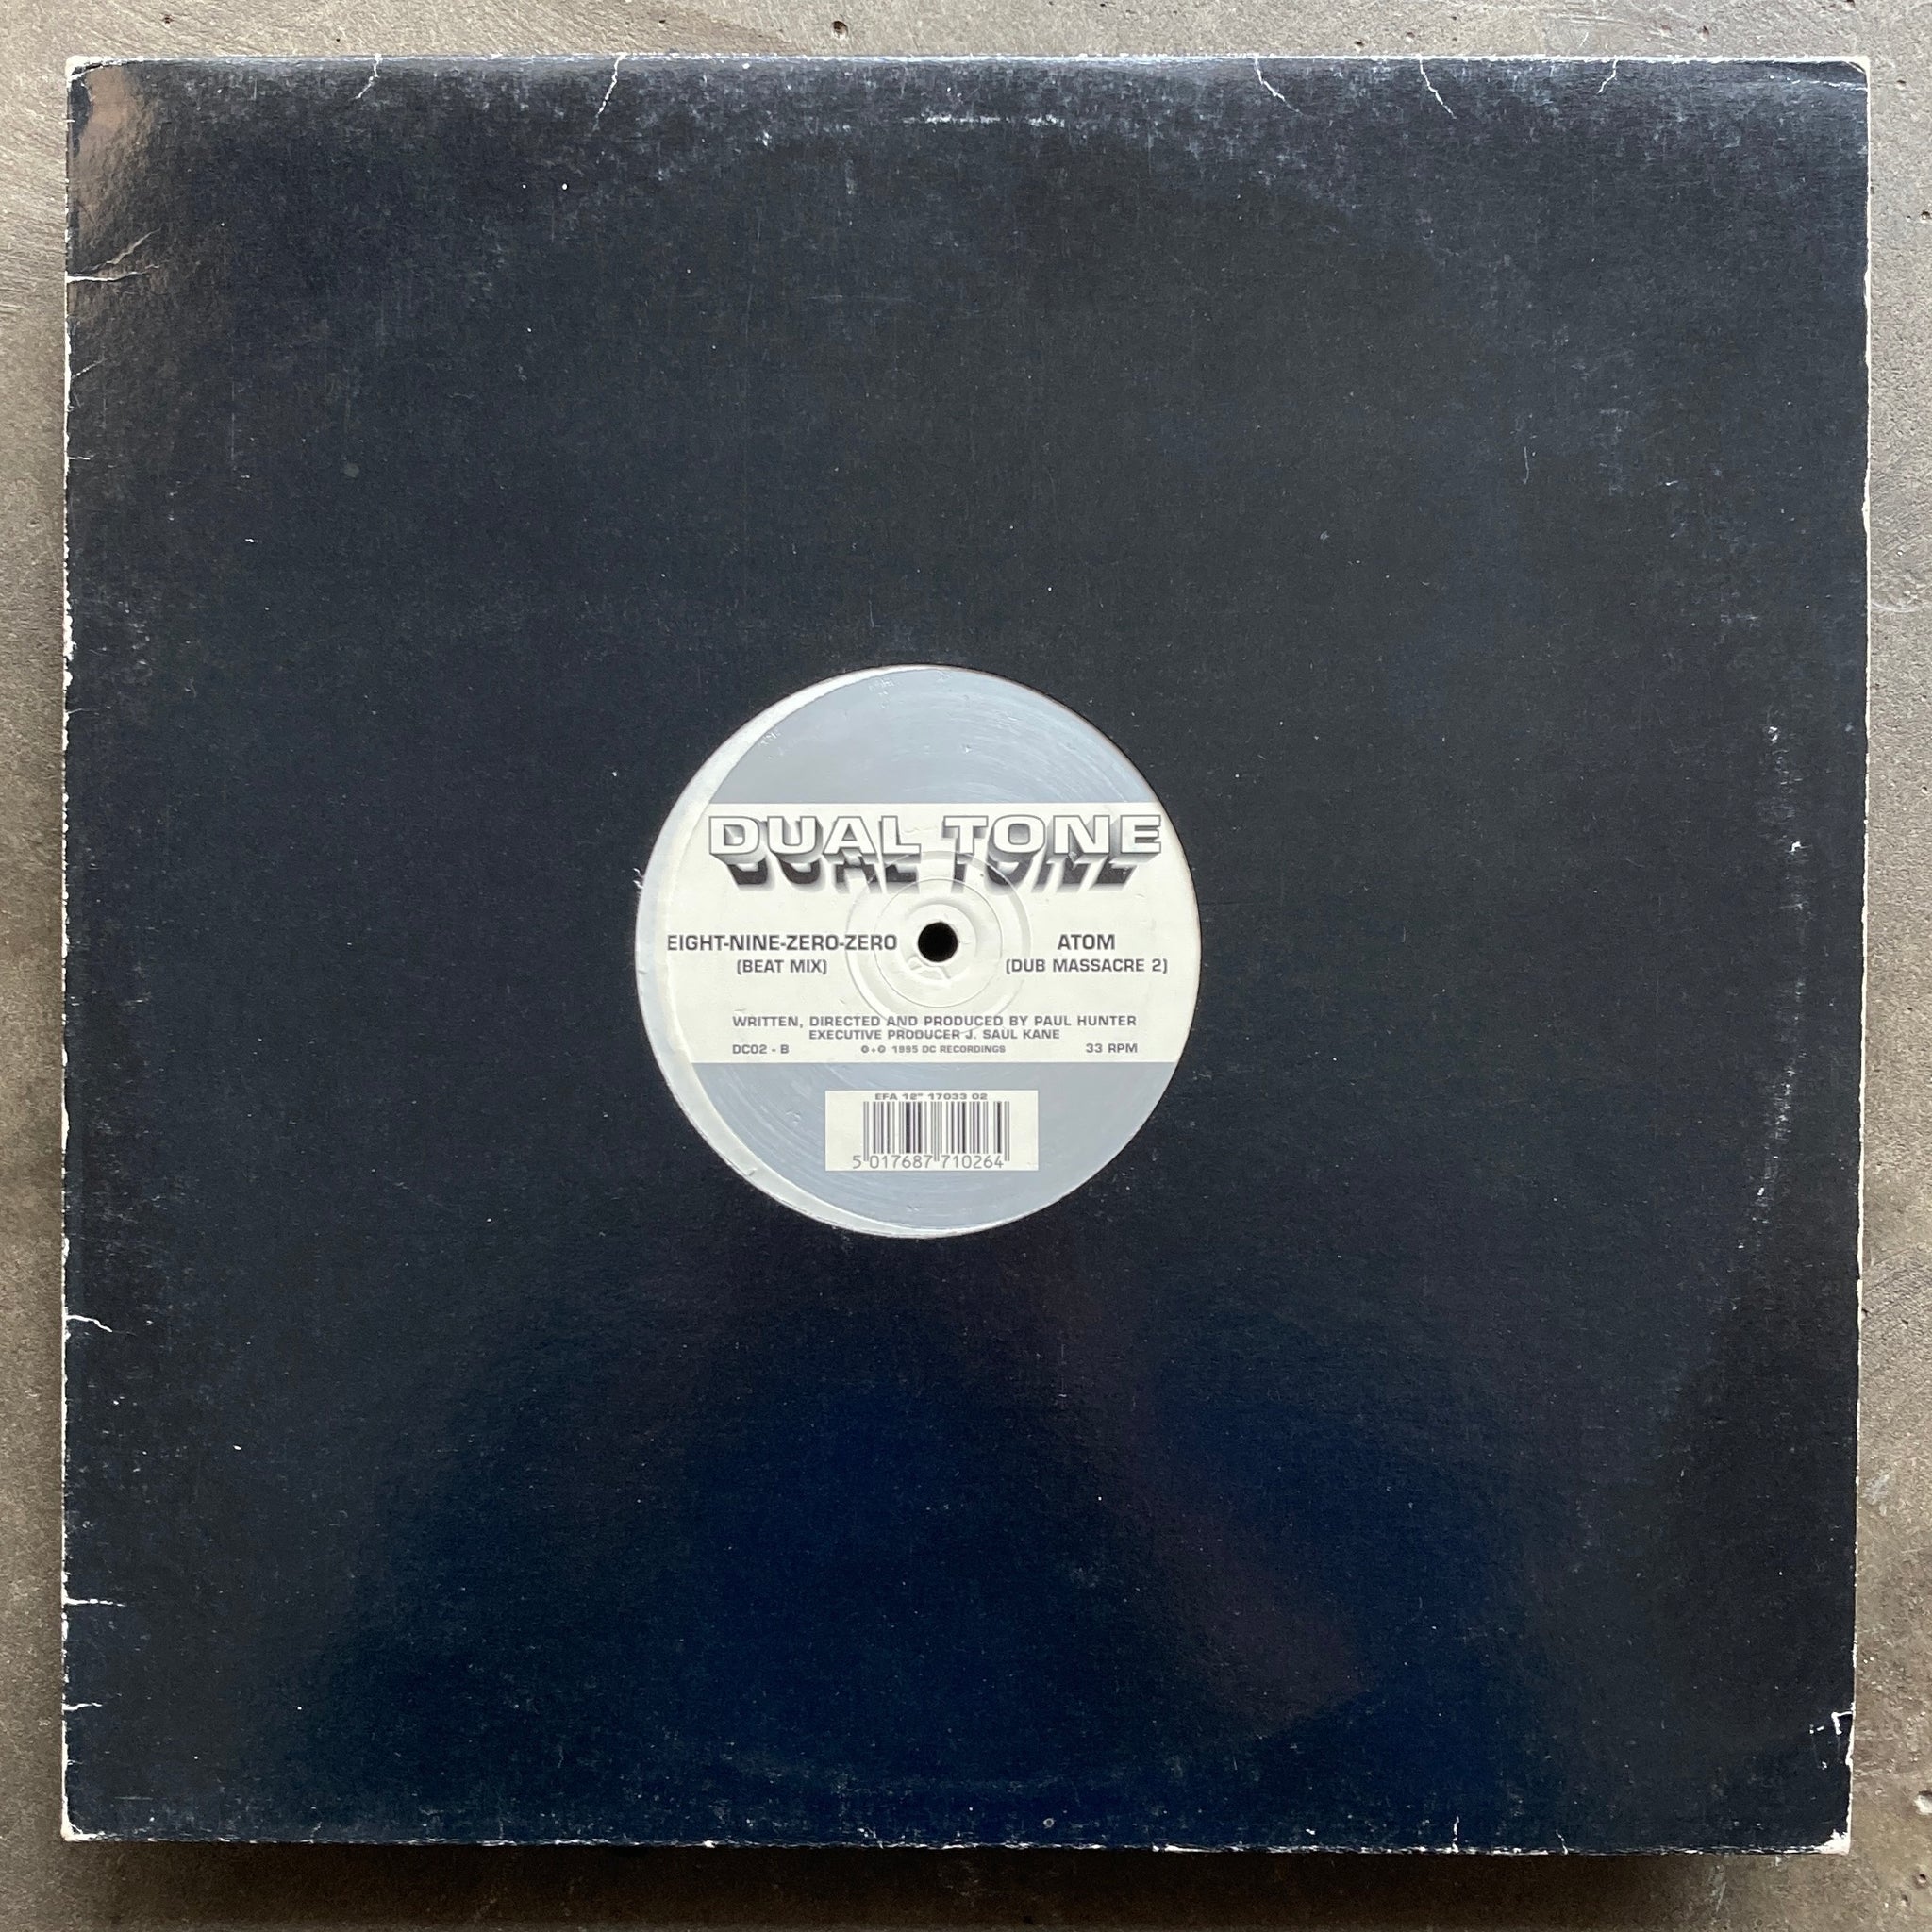 DUAL TONE
EIGHT-NINE-ZERO-ZERO
(BEAT MIX)
ATOM
(DUB MASSACRE 2)
WRITTEN, DIRECTED AND PRODUCED BY PAUL HUNTER
EXECUTIVE PRODUCER J. SAUL KANE
DC02 - B ©+℗ 1995 DC RECORDINGS 33 RPM
EFA 12" 17033 02
5 017687 710264